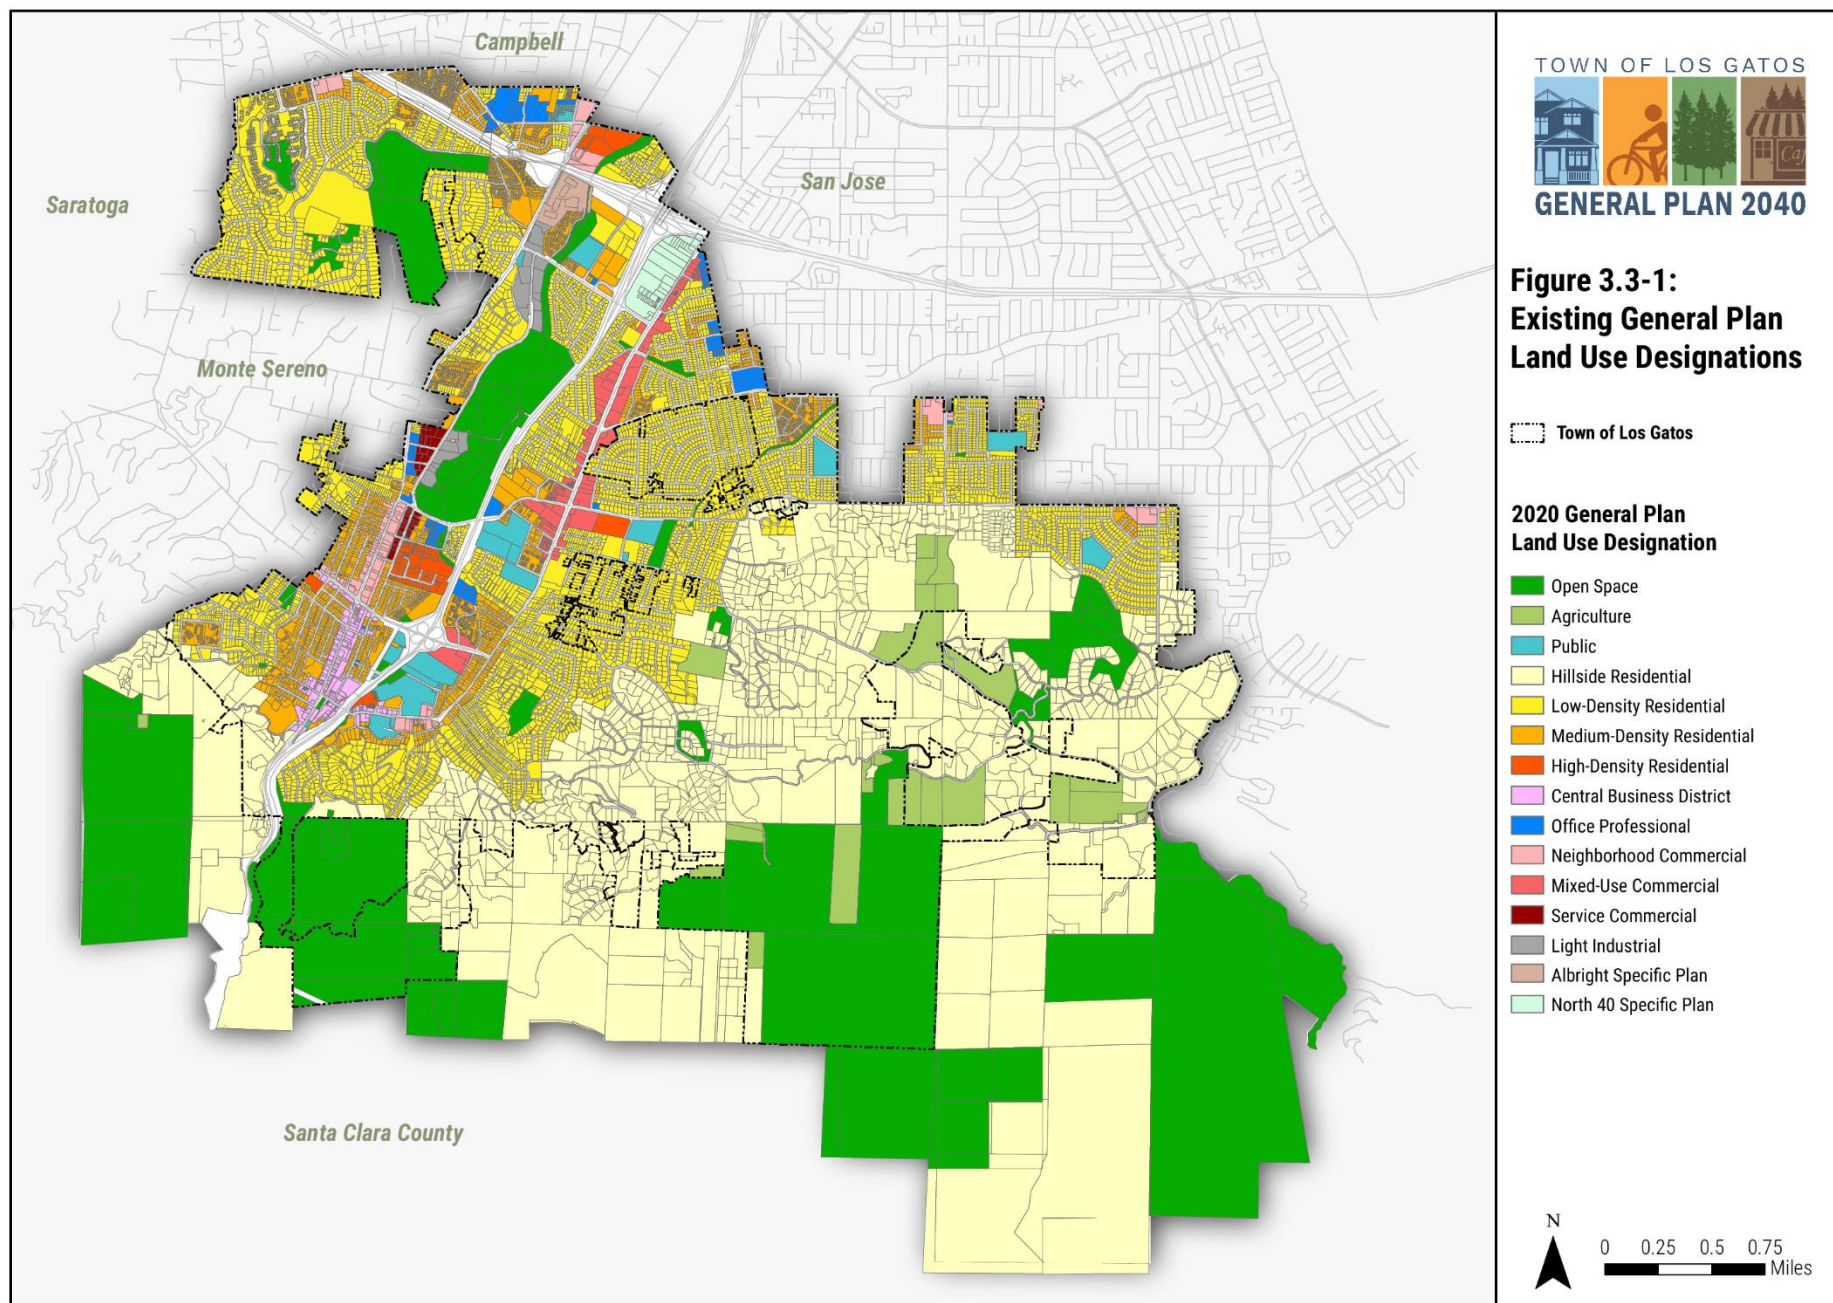 Campbell
Saratoga
San Jose
Monte Sereno
Santa Clara County
TOWN OF LOS GATOS
Caf
GENERAL PLAN 2040
Figure 3.3-1:
Existing General Plan
Land Use Designations
Town of Los Gatos
2020 General Plan
Land Use Designation
Open Space
Agriculture
Public
Hillside Residential
Low-Density Residential
Medium-Density Residential
High-Density Residential
Central Business District
Office Professional
Neighborhood Commercial
Mixed-Use Commercial
Service Commercial
Light Industrial
Albright Specific Plan
North 40 Specific Plan
N
0 0.25 0.5 0.75
Miles